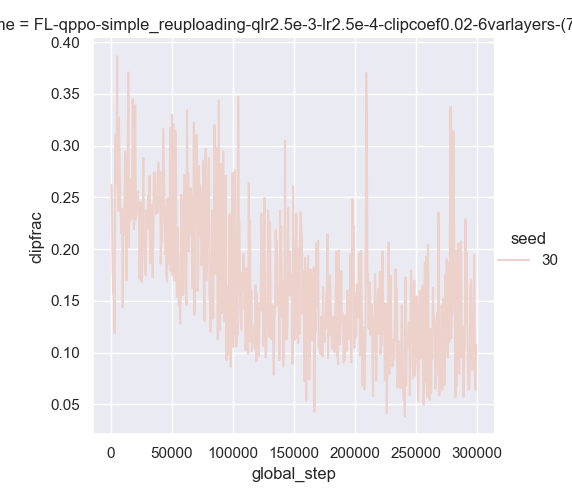 ne = FL-qppo-simple_reuploading-qlr2.5e-3-lr2.5e-4-clipcoef0.02-6varlayers-(7
0.40
0.35
0.30
0.25
0.20
0.15
0.10
0.05
clipfrac
0 50000 100000 150000 200000 250000 300000
global_step
seed
30